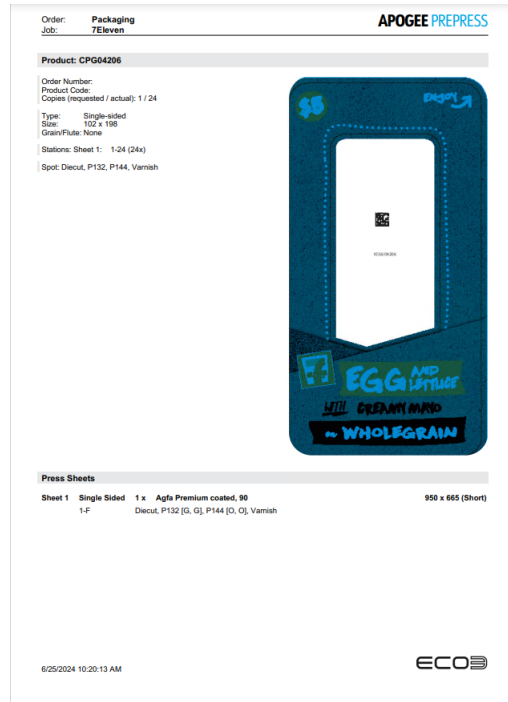 Order: Packaging
Job: 7Eleven
APOGEE PREPRESS
Product: CPG04206
Order Number:
Product Code:
Copies (requested / actual): 1 / 24
Type: Single-sided
Size: 102 x 198
Grain/Flute: None
Stations: Sheet 1: 1-24 (24x)
Spot: Diecut, P132, P144, Varnish
$5
ENJOY
EGG AND LETTUCE
WITH CREAMY MAYO
ON WHOLEGRAIN
Press Sheets
Sheet 1 Single Sided 1 x Agfa Premium coated, 90 950 x 665 (Short)
1-F Diecut, P132 [G, G], P144 [O, O], Varnish
6/25/2024 10:20:13 AM
ECO3